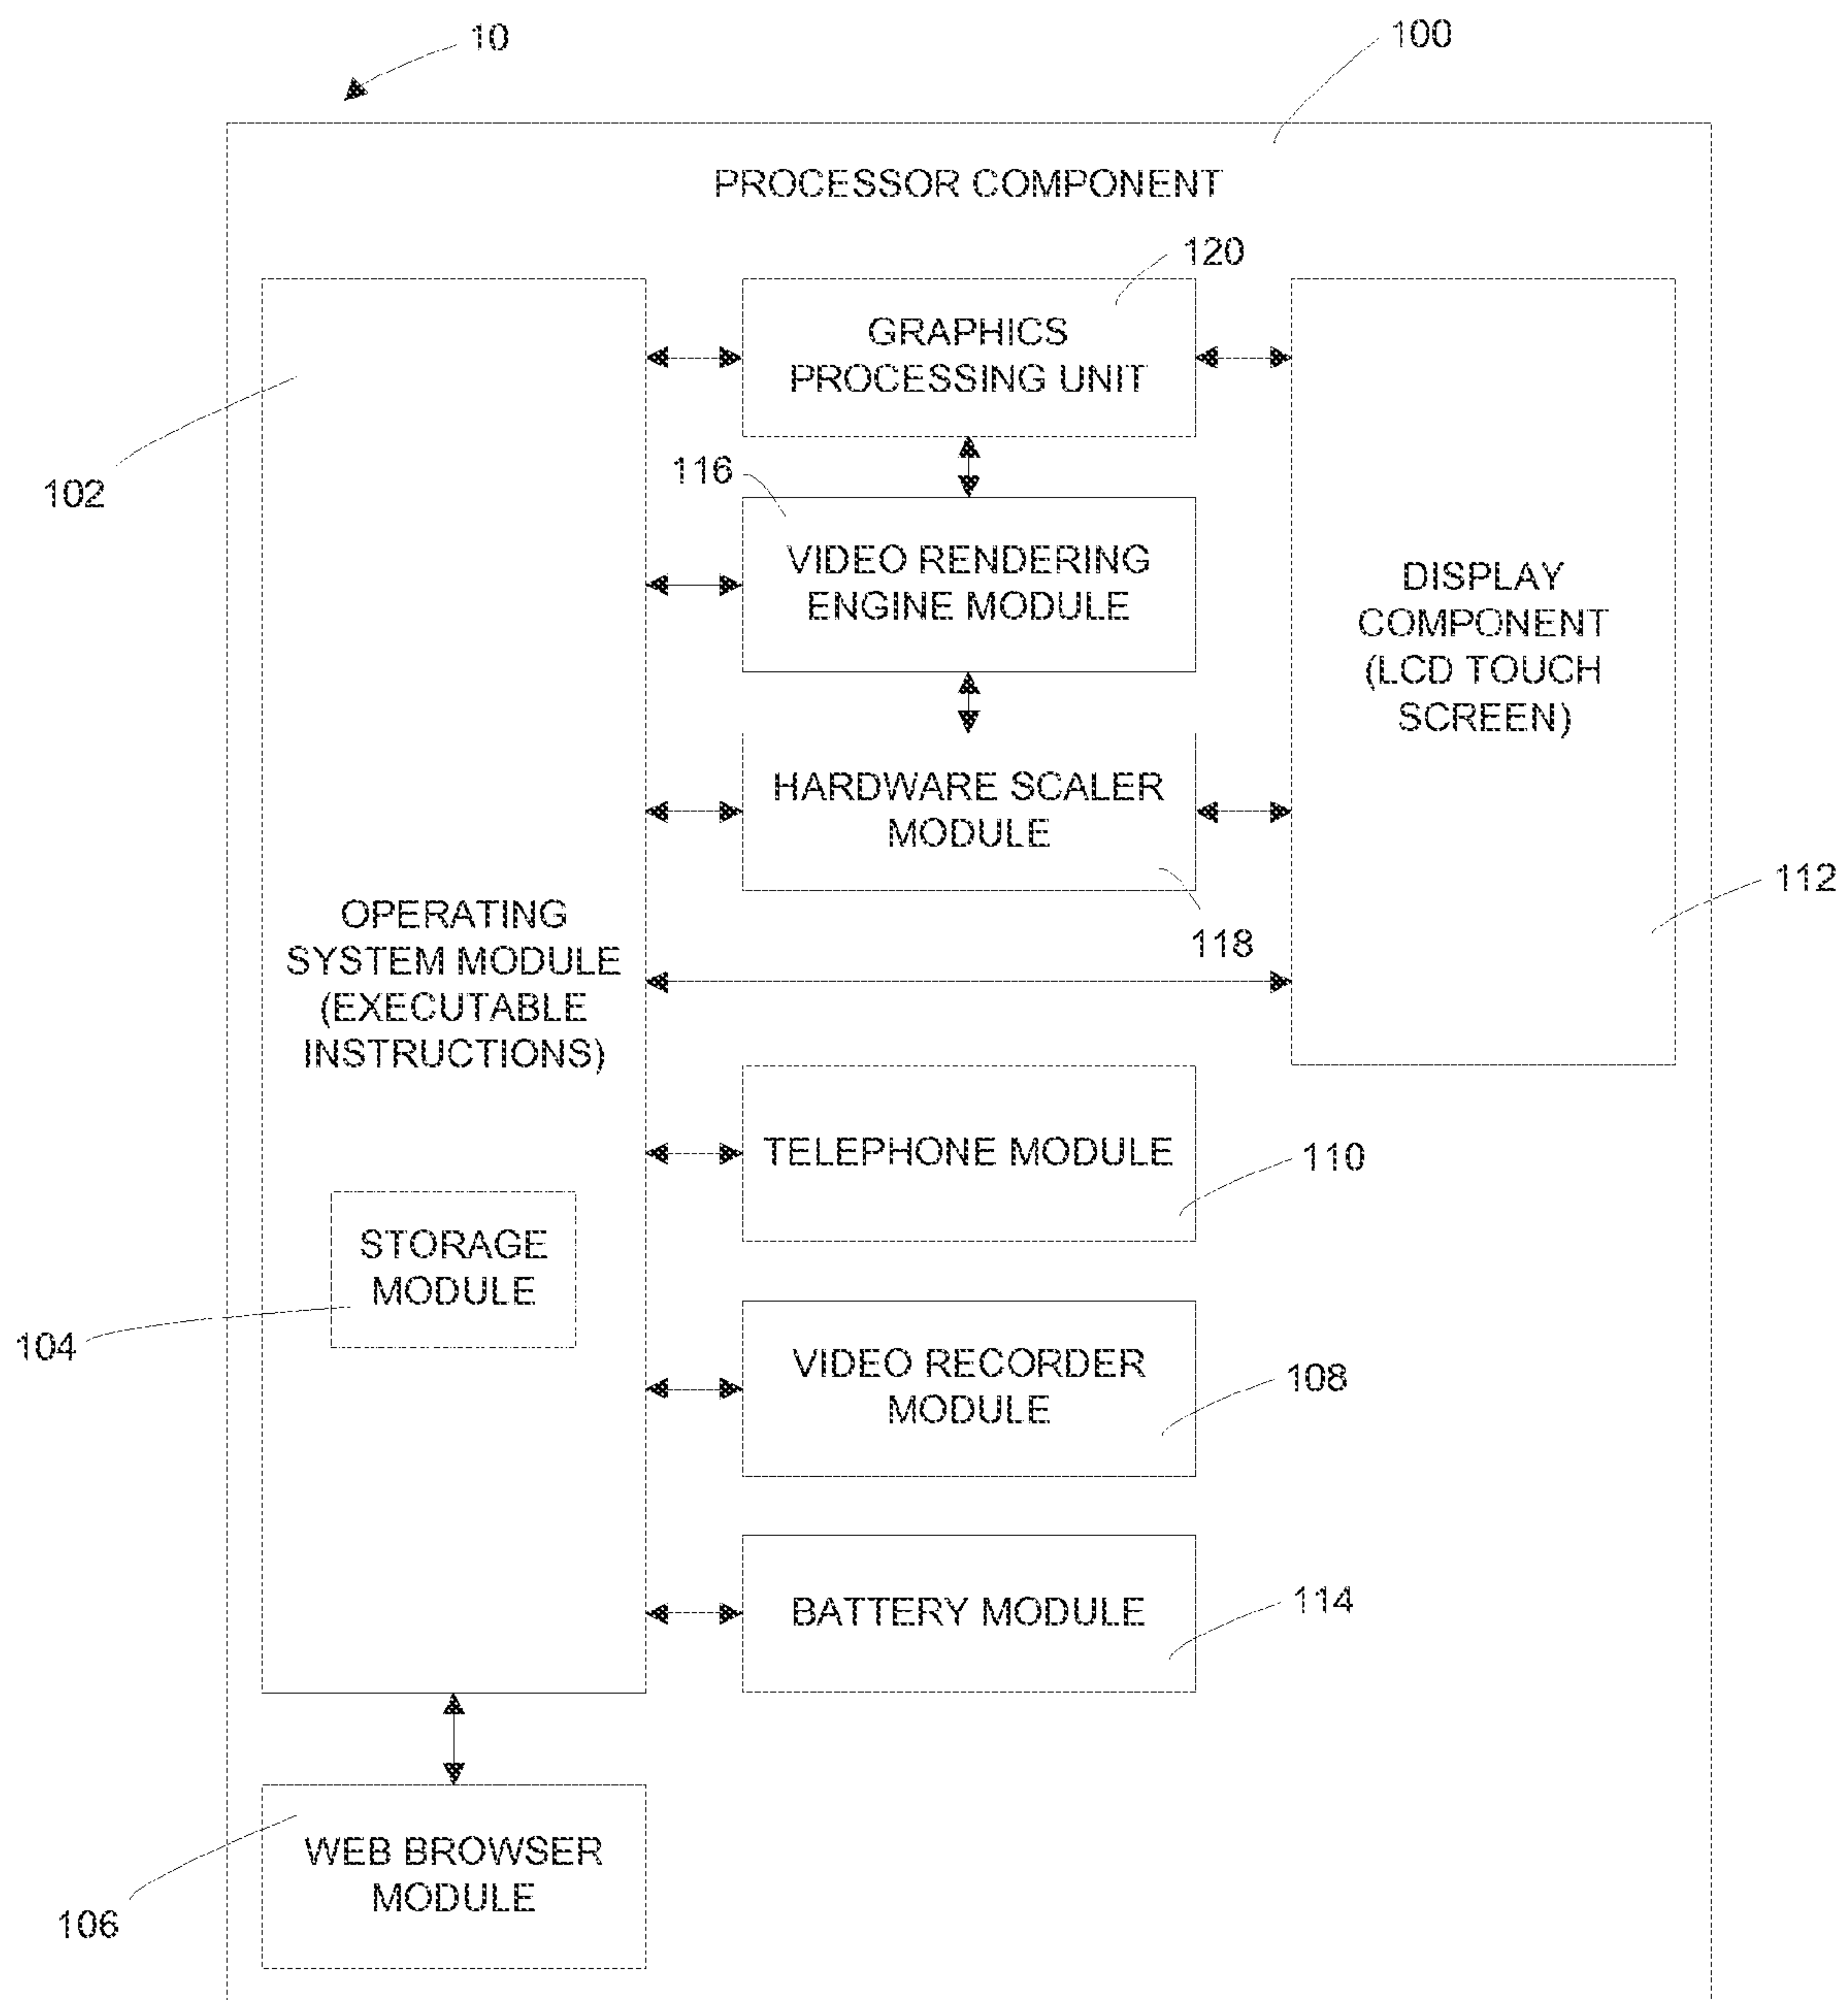 10
100
PROCESSOR COMPONENT
120
GRAPHICS
PROCESSING UNIT
102
116
VIDEO RENDERING
ENGINE MODULE
DISPLAY
COMPONENT
(LCD TOUCH
SCREEN)
HARDWARE SCALER
MODULE
112
118
OPERATING
SYSTEM MODULE
(EXECUTABLE
INSTRUCTIONS)
TELEPHONE MODULE
110
STORAGE
MODULE
104
VIDEO RECORDER
MODULE
108
BATTERY MODULE
114
WEB BROWSER
MODULE
106